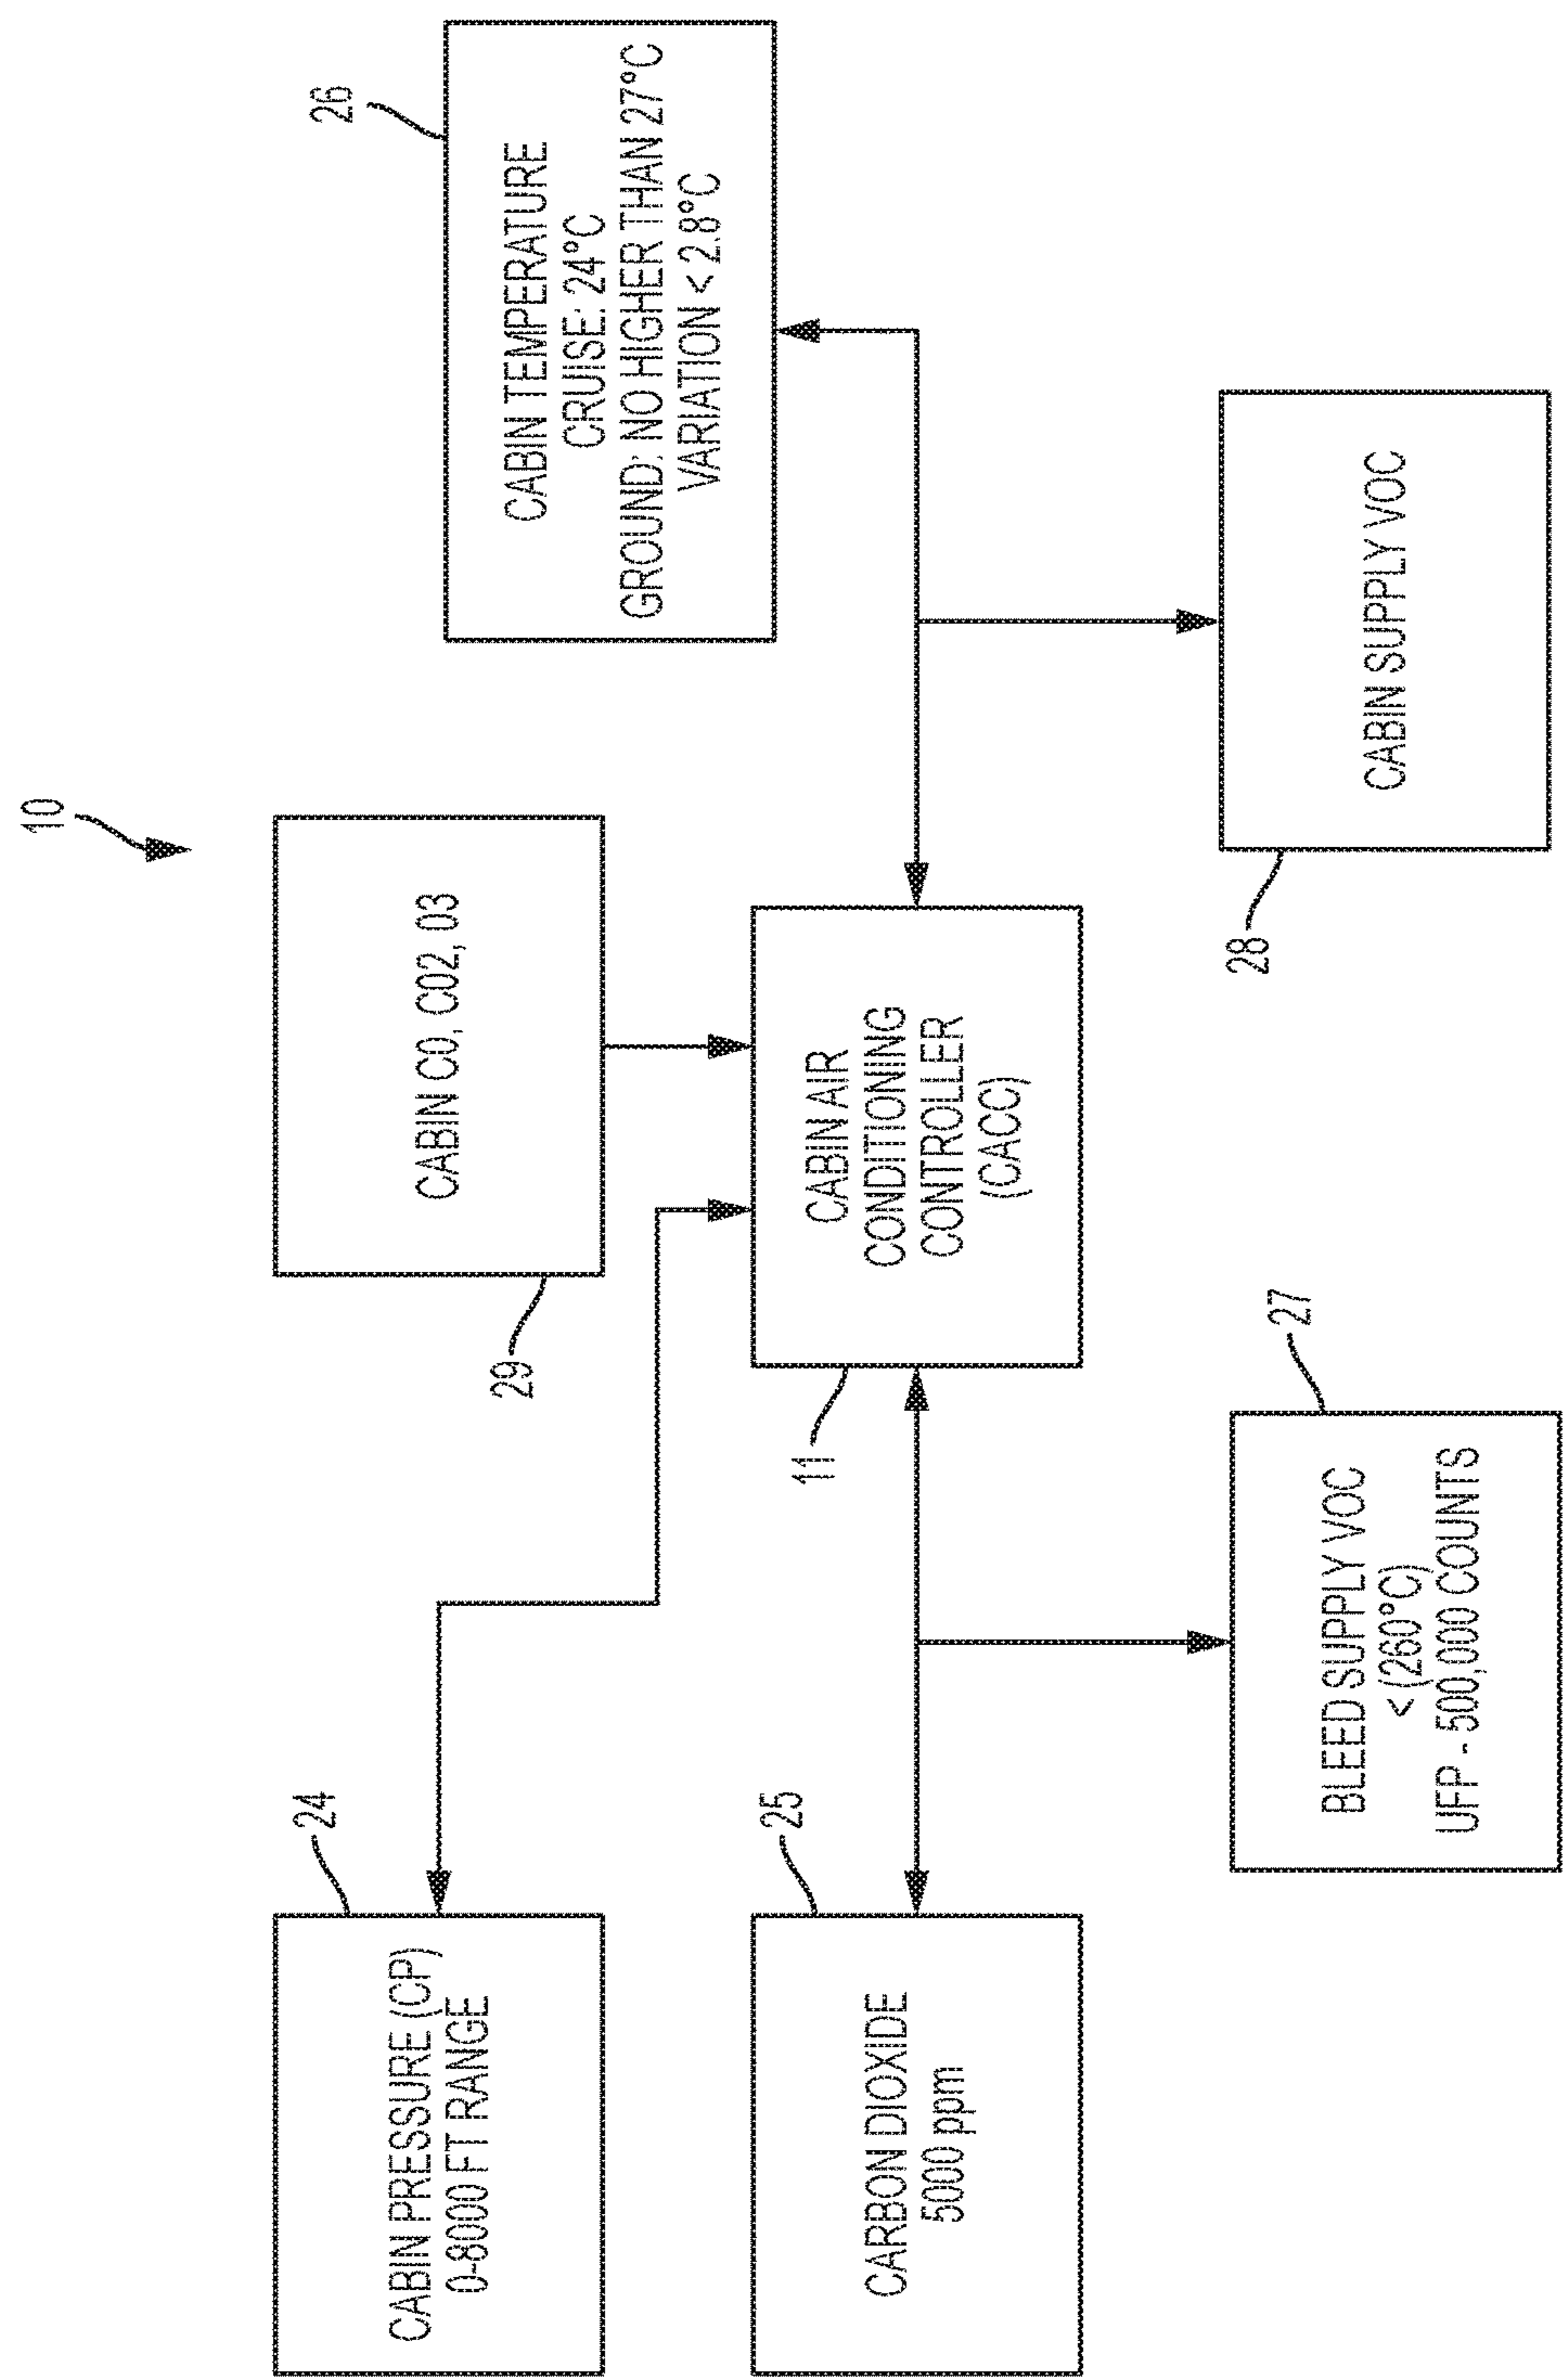 10
24
CABIN PRESSURE (CP)
0-8000 FT RANGE
29
CABIN CO, CO2, O3
26
CABIN TEMPERATURE
CRUISE: 24°C
GROUND: NO HIGHER THAN 27°C
VARIATION < 2.8°C
25
CARBON DIOXIDE
5000 ppm
11
CABIN AIR
CONDITIONING
CONTROLLER
(CACC)
27
BLEED SUPPLY VOC
< (260°C)
UFP - 500,000 COUNTS
28
CABIN SUPPLY VOC